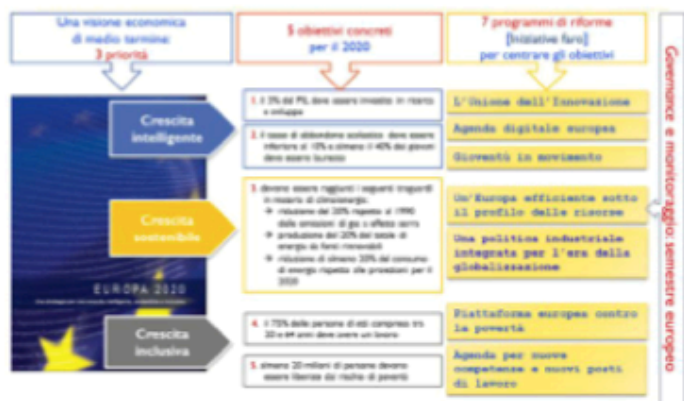 Una visione economica
di medio termine:
3 priorità
5 obiettivi concreti
per il 2020
7 programmi di riforme
[Iniziative faro]
per centrare gli obiettivi
Crescita
intelligente
1. il 3% del PIL deve essere investito in ricerca
e sviluppo
2. il tasso di abbandono scolastico deve essere
inferiore al 10% e almeno il 40% dei giovani
deve essere laureato
L'Unione dell'Innovazione
Agenda digitale europea
Gioventù in movimento
Crescita
sostenibile
3. devono essere raggiunti i seguenti traguardi
in materia di clima/energia:
riduzione del 20% rispetto al 1990
delle emissioni di gas a effetto serra
produzione del 20% del totale di
energia da fonti rinnovabili
riduzione di almeno 20% del consumo
di energia rispetto alle proiezioni per il
2020
Un'Europa efficiente sotto
il profilo delle risorse
Una politica industriale
integrata per l'era della
globalizzazione
EUROPA 2020
Crescita
inclusiva
4. il 75% delle persone di età compresa tra
20 e 64 anni deve avere un lavoro
5. almeno 20 milioni di persone devono
essere liberate dal rischio di povertà
Piattaforma europea contro
la povertà
Agenda per nuove
competenze e nuovi posti
di lavoro
Governance e monitoraggio: semestre europeo